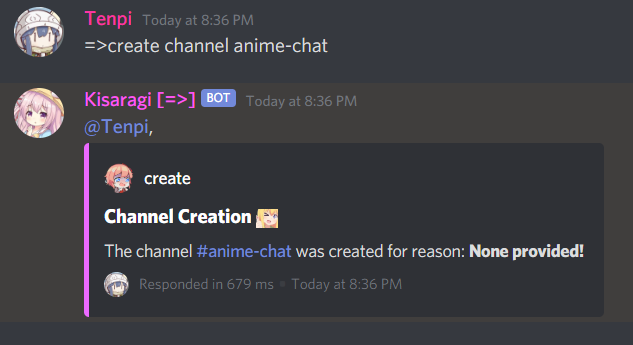 Tenpi Today at 8:36 PM
=>create channel anime-chat
Kisaragi [=>] BOT Today at 8:36 PM
@Tenpi,
create
Channel Creation
The channel #anime-chat was created for reason: None provided!
Responded in 679 ms • Today at 8:36 PM